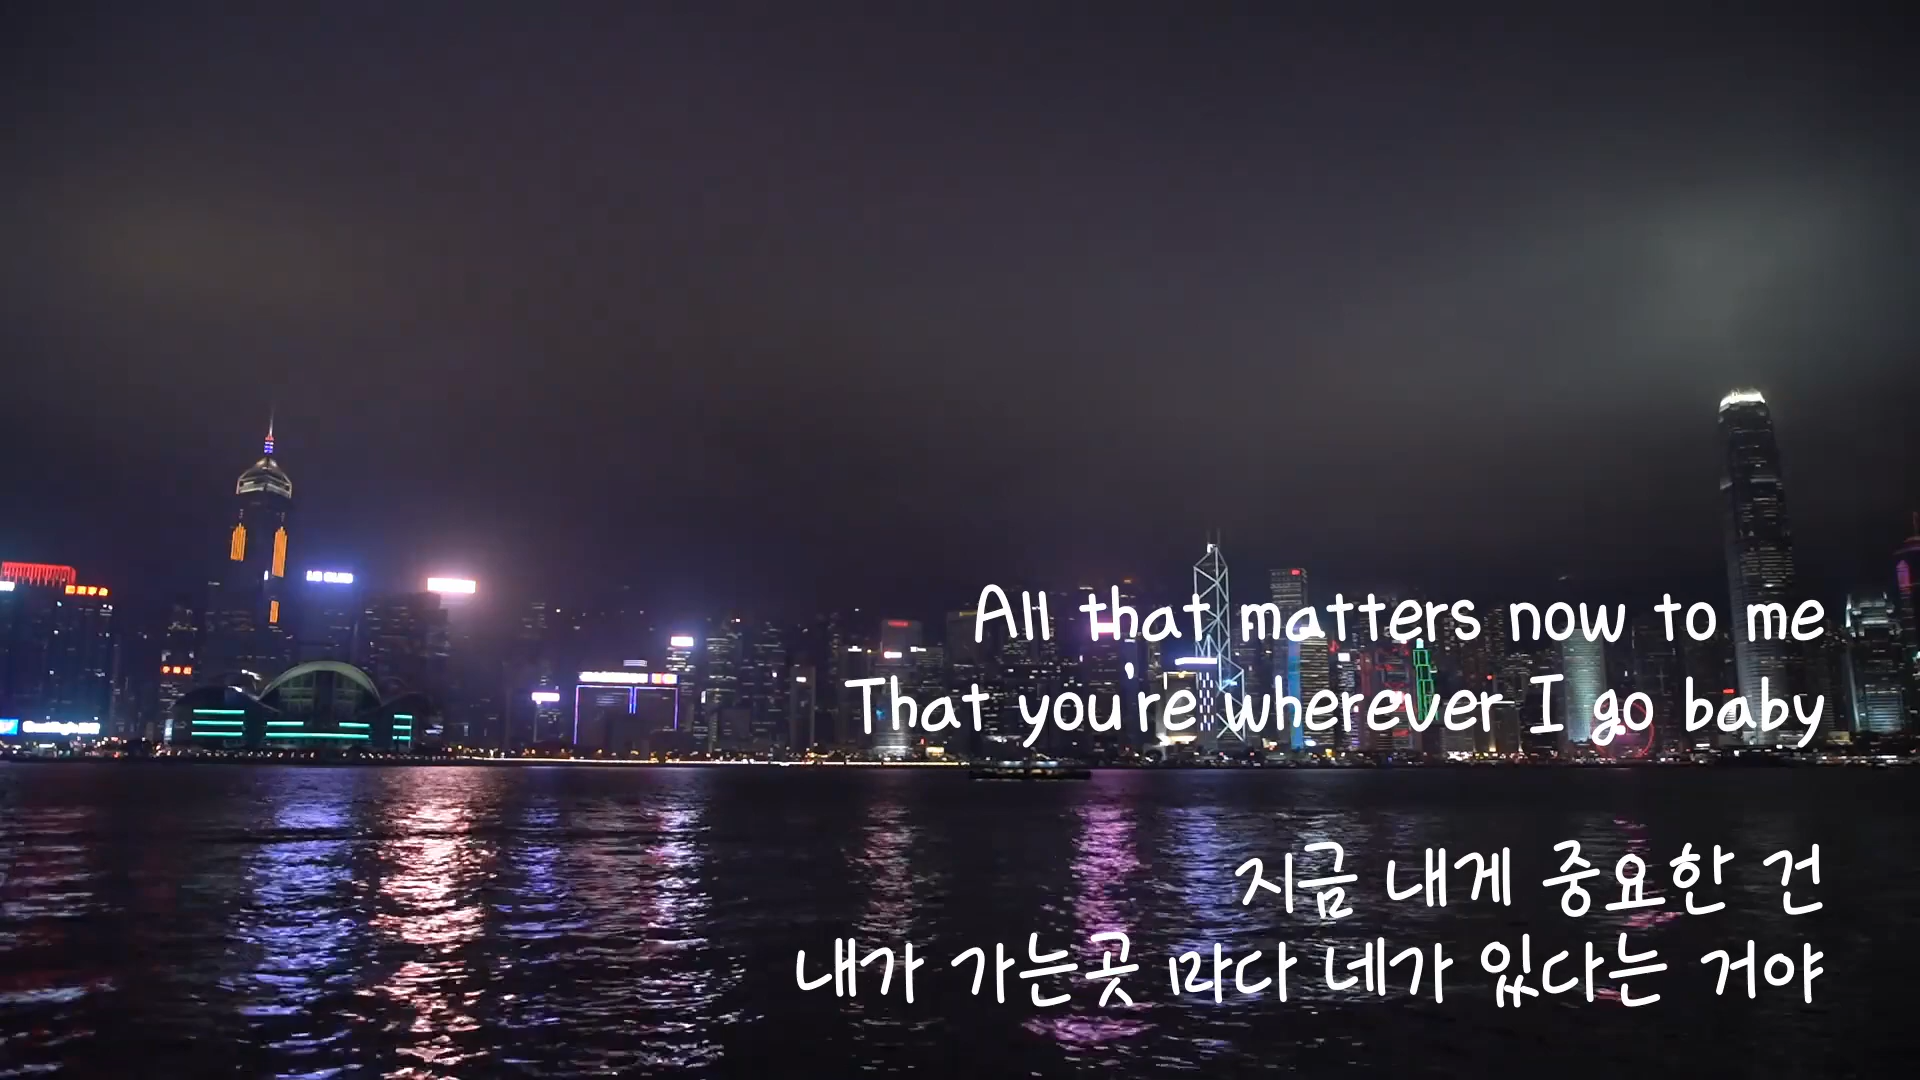 All that matters now to me
That you're wherever I go baby
지금 내게 중요한 건
내가 가는곳 마다 네가 있다는 거야